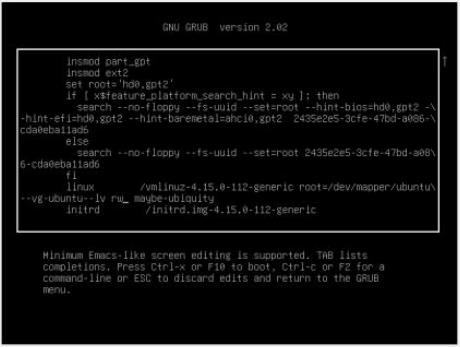 GNU GRUB  version 2.02
insmod part_gpt
insmod ext2
set root='hd0,gpt2'
if [ x$feature_platform_search_hint = xy ]; then
search --no-floppy --fs-uuid --set=root --hint-bios=hd0,gpt2 -\
-hint-efi=hd0,gpt2 --hint-baremetal=ahci0,gpt2  2435e2e5-3cfe-47bd-a086-\
cda0eba11ad6
else
search --no-floppy --fs-uuid --set=root 2435e2e5-3cfe-47bd-a08\
6-cda0eba11ad6
fi
linux        /vmlinuz-4.15.0-112-generic root=/dev/mapper/ubuntu\
--vg-ubuntu--lv rw_ maybe-ubiquity
initrd        /initrd.img-4.15.0-112-generic
Minimum Emacs-like screen editing is supported. TAB lists
completions. Press Ctrl-x or F10 to boot, Ctrl-c or F2 for a
command-line or ESC to discard edits and return to the GRUB
menu.